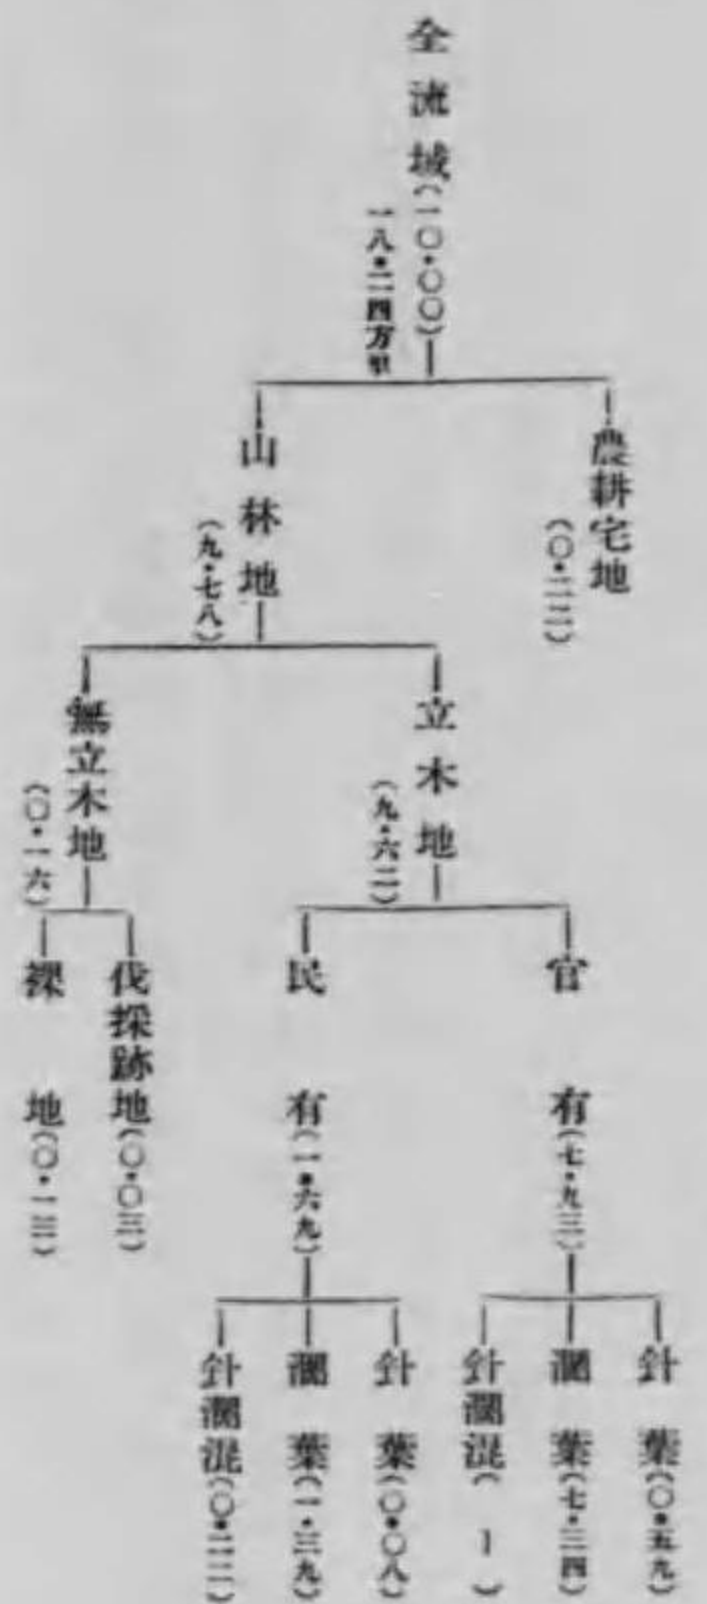 全流域(一〇・〇〇)
一八・二四方里
農耕宅地
(〇・二二)
山林地
(九・七八)
立木地
(九・六二)
無立木地
(〇・一六)
官有(七・九三)
民有(一・六九)
伐採跡地(〇・〇三)
裸地(〇・一三)
針葉(〇・五九)
濶葉(七・三四)
針濶混(ー)
針葉(〇・〇八)
濶葉(一・三九)
針濶混(〇・二二)